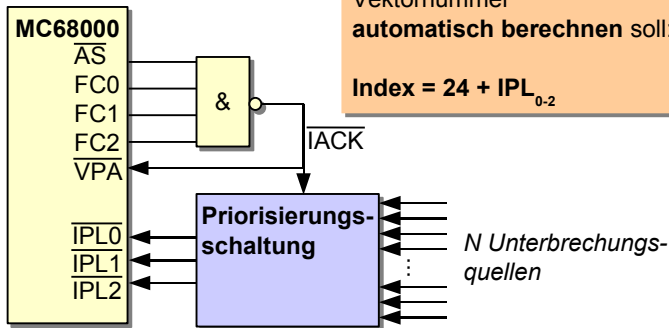 Vektornummer
automatisch berechnen soll:
Index = 24 + IPL0-2
MC68000
AS
FC0
FC1
FC2
VPA
IPL0
IPL1
IPL2
&
IACK
Priorisierungs-
schaltung
N Unterbrechungs-
quellen